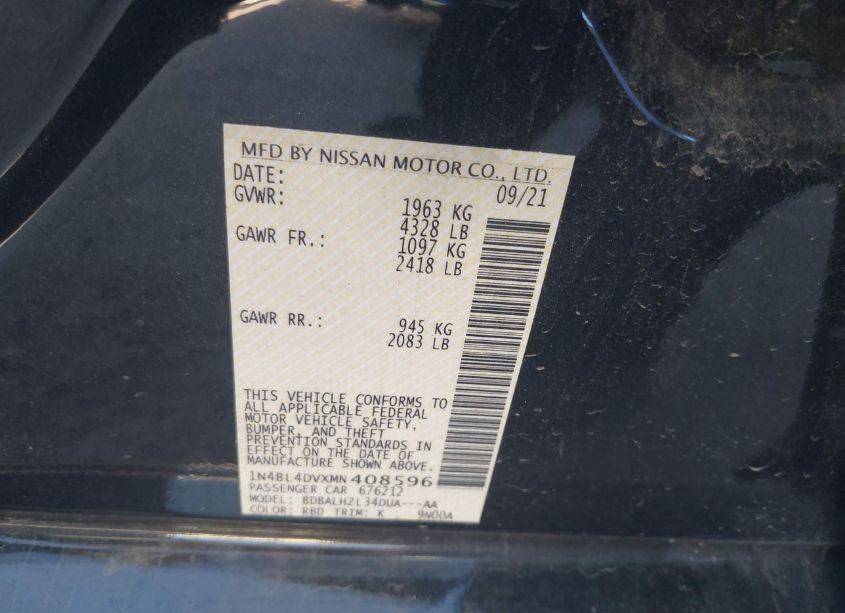 MFD BY NISSAN MOTOR CO., LTD.
DATE: 09/21
GVWR: 1963 KG
4328 LB
GAWR FR.: 1097 KG
2418 LB
GAWR RR.: 945 KG
2083 LB
THIS VEHICLE CONFORMS TO
ALL APPLICABLE FEDERAL
MOTOR VEHICLE SAFETY,
BUMPER, AND THEFT
PREVENTION STANDARDS IN
EFFECT ON THE DATE OF
MANUFACTURE SHOWN ABOVE.
1N4BL4DVXMN408596
PASSENGER CAR 676212
MODEL: BDBALHZL34DUA---AA
COLOR: RBD TRIM: K 9N00A